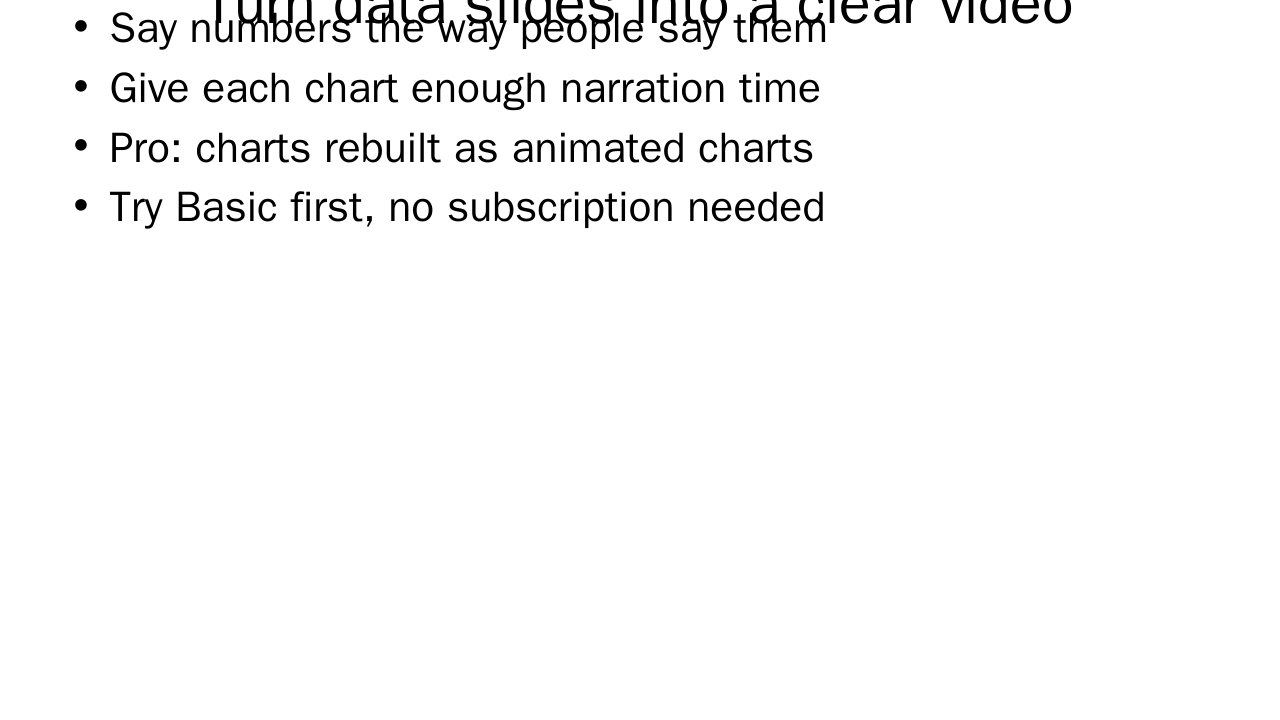 Turn data slides into a clear video
• Say numbers the way people say them
• Give each chart enough narration time
• Pro: charts rebuilt as animated charts
• Try Basic first, no subscription needed